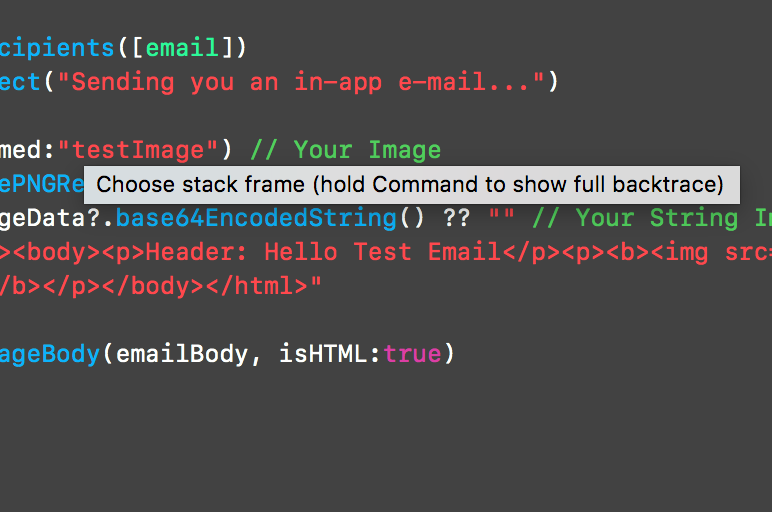 cipients([email])
ect("Sending you an in-app e-mail...")
med:"testImage") // Your Image
ePNGRe
Choose stack frame (hold Command to show full backtrace)
geData?.base64EncodedString() ?? "" // Your String I
><body><p>Header: Hello Test Email</p><p><b><img src=
/b></p></body></html>"
ageBody(emailBody, isHTML:true)